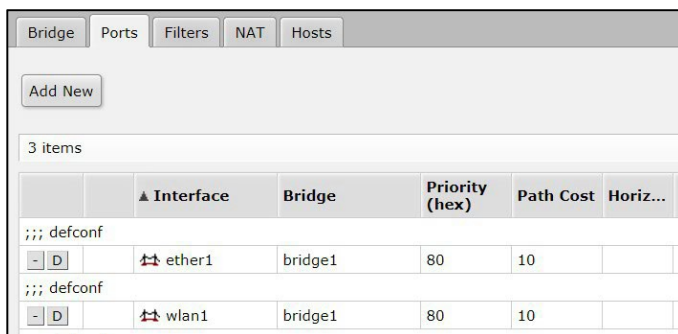 Bridge Ports Filters NAT Hosts
Add New
3 items
▲ Interface Bridge Priority (hex) Path Cost Horiz...
;;; defconf
- D ether1 bridge1 80 10
;;; defconf
- D wlan1 bridge1 80 10